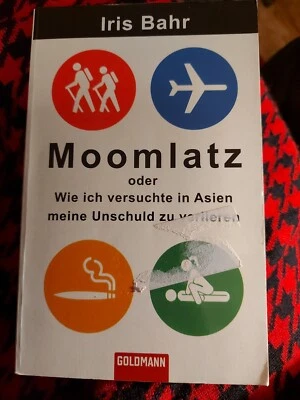 Iris Bahr
Moomlatz
oder
Wie ich versuchte in Asien
meine Unschuld zu verlieren
GOLDMANN